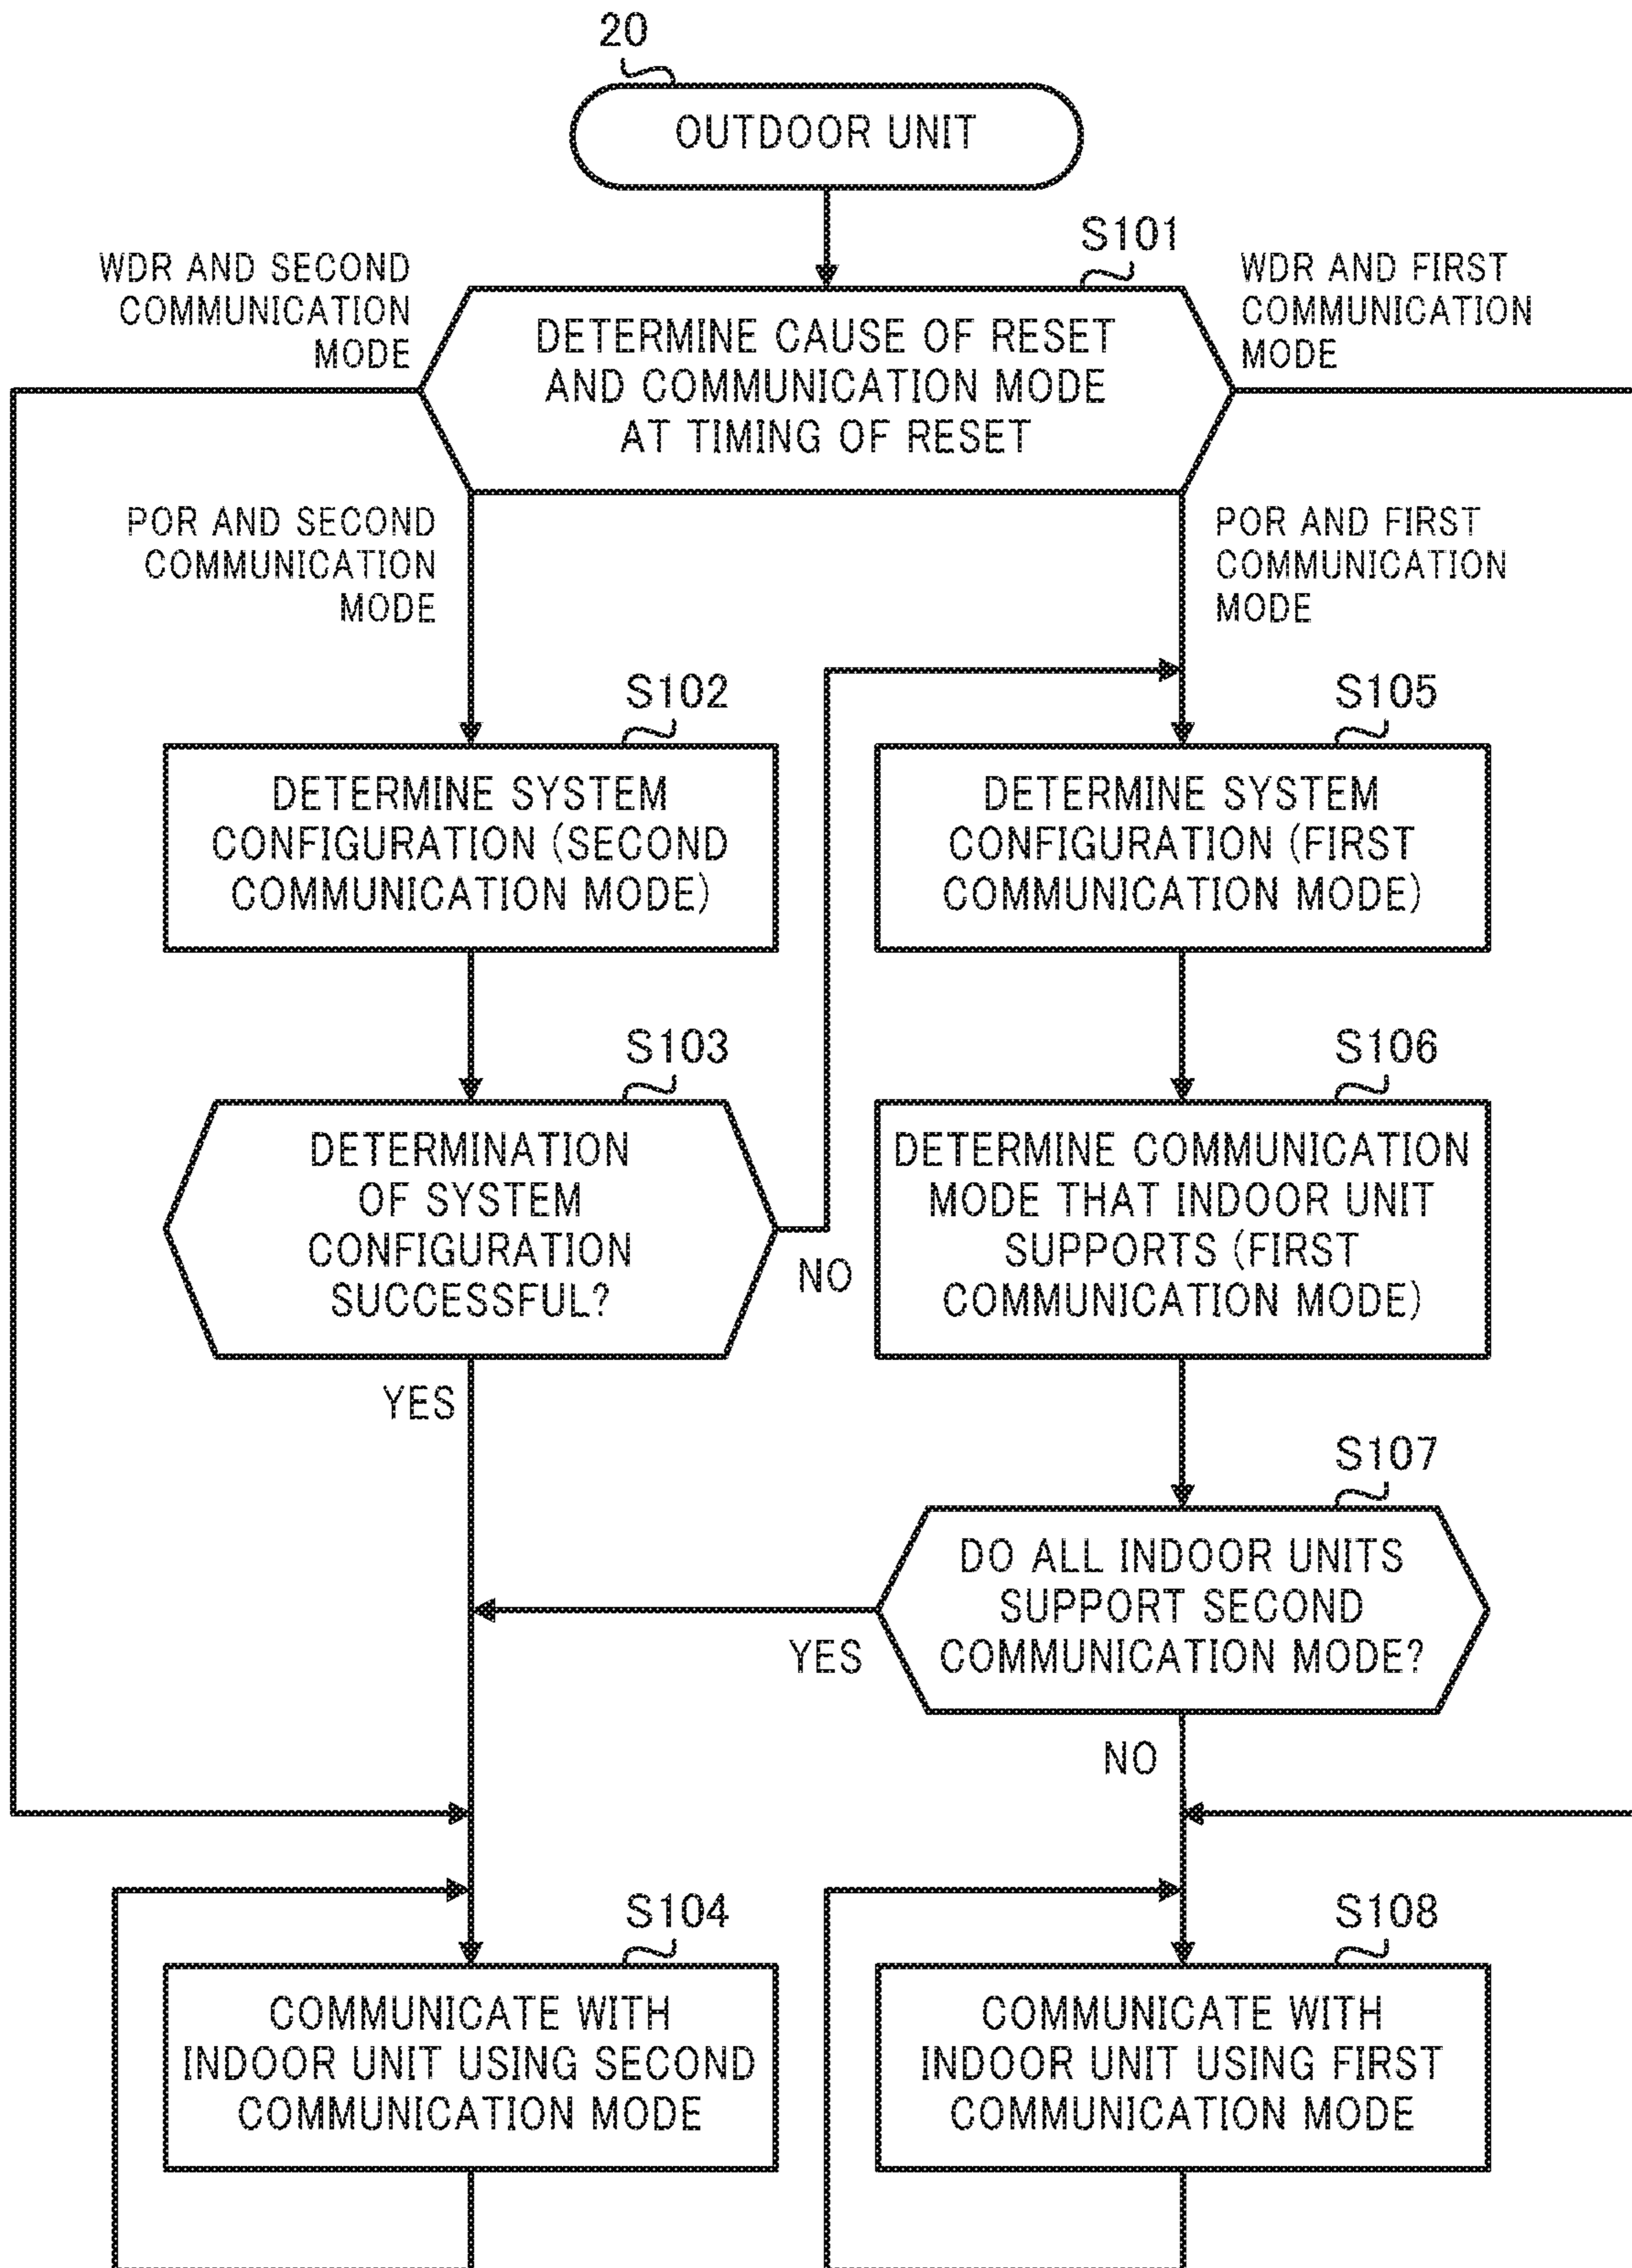 20
OUTDOOR UNIT
S101
WDR AND SECOND
COMMUNICATION
MODE
DETERMINE CAUSE OF RESET
AND COMMUNICATION MODE
AT TIMING OF RESET
WDR AND FIRST
COMMUNICATION
MODE
POR AND SECOND
COMMUNICATION
MODE
POR AND FIRST
COMMUNICATION
MODE
S102
DETERMINE SYSTEM
CONFIGURATION (SECOND
COMMUNICATION MODE)
S105
DETERMINE SYSTEM
CONFIGURATION (FIRST
COMMUNICATION MODE)
S103
DETERMINATION
OF SYSTEM
CONFIGURATION
SUCCESSFUL?
NO
YES
S106
DETERMINE COMMUNICATION
MODE THAT INDOOR UNIT
SUPPORTS (FIRST
COMMUNICATION MODE)
S107
DO ALL INDOOR UNITS
SUPPORT SECOND
COMMUNICATION MODE?
YES
NO
S104
COMMUNICATE WITH
INDOOR UNIT USING SECOND
COMMUNICATION MODE
S108
COMMUNICATE WITH
INDOOR UNIT USING FIRST
COMMUNICATION MODE